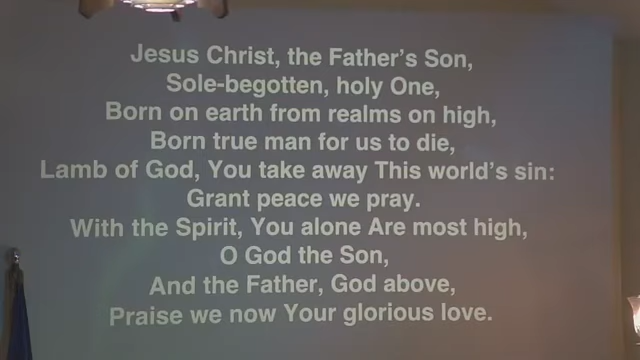 Jesus Christ, the Father's Son,
Sole-begotten, holy One,
Born on earth from realms on high,
Born true man for us to die,
Lamb of God, You take away This world's sin:
Grant peace we pray.
With the Spirit, You alone Are most high,
O God the Son,
And the Father, God above,
Praise we now Your glorious love.